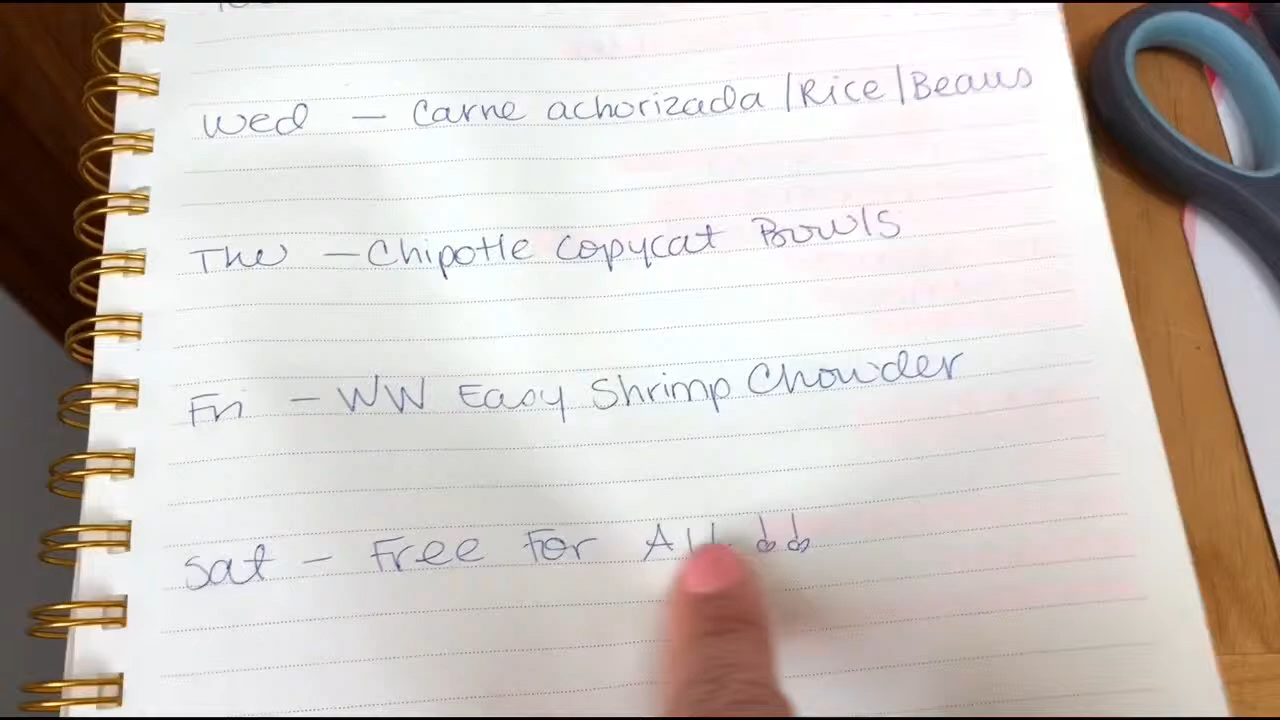 Wed - Carne achorizada /Rice/Beans
Thu - Chipotle copycat Bowls
Fri - WW Easy Shrimp Chowder
Sat - Free For All !!